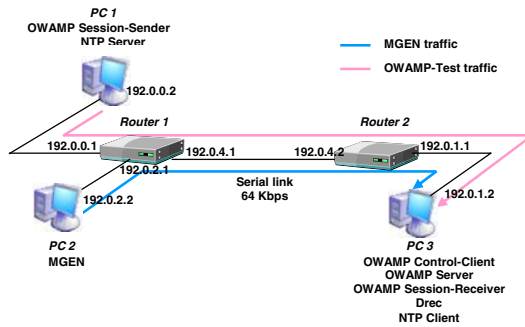 PC 1
OWAMP Session-Sender
NTP Server
MGEN traffic
OWAMP-Test traffic
192.0.0.2
Router 1
Router 2
192.0.0.1
192.0.4.1
192.0.4.2
192.0.1.1
192.0.2.1
Serial link
64 Kbps
192.0.2.2
192.0.1.2
PC 2
MGEN
PC 3
OWAMP Control-Client
OWAMP Server
OWAMP Session-Receiver
Drec
NTP Client